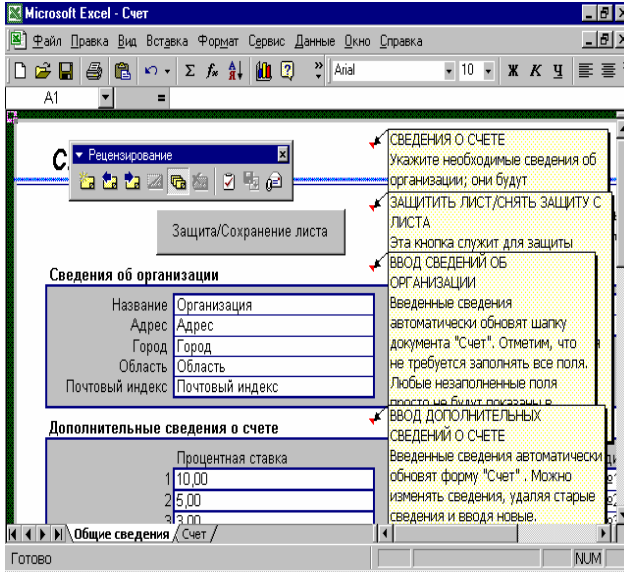 Microsoft Excel - Счет
Файл Правка Вид Вставка Формат Сервис Данные Окно Справка
Arial 10 Ж К Ч
A1 =
Рецензирование
Защита/Сохранение листа
Сведения об организации
Название Организация
Адрес Адрес
Город Город
Область Область
Почтовый индекс Почтовый индекс
Дополнительные сведения о счете
Процентная ставка
1 10,00
2 5,00
3 3,00
СВЕДЕНИЯ О СЧЕТЕ
Укажите необходимые сведения об
организации; они будут
ЗАЩИТИТЬ ЛИСТ/СНЯТЬ ЗАЩИТУ С
ЛИСТА
Эта кнопка служит для защиты
ВВОД СВЕДЕНИЙ ОБ
ОРГАНИЗАЦИИ
Введенные сведения
автоматически обновят шапку
документа "Счет". Отметим, что
не требуется заполнять все поля.
Любые незаполненные поля
просто не будут показаны в
ВВОД ДОПОЛНИТЕЛЬНЫХ
СВЕДЕНИЙ О СЧЕТЕ
Введенные сведения автоматически
обновят форму "Счет" . Можно
изменять сведения, удаляя старые
сведения и вводя новые.
Общие сведения Счет
Готово NUM